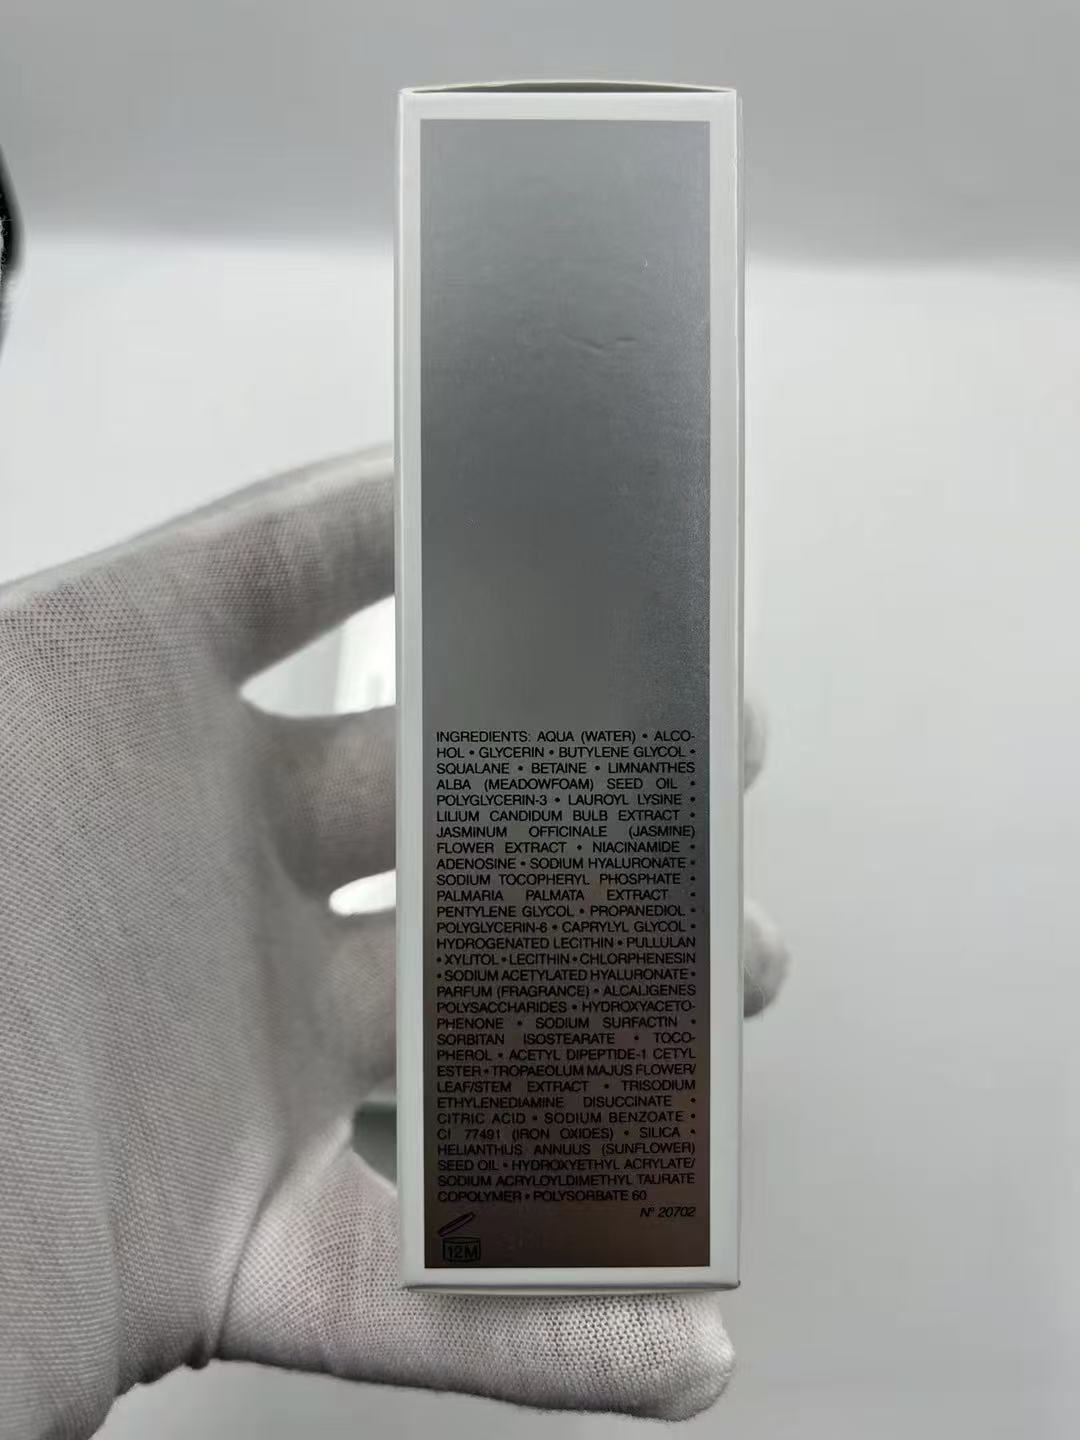 INGREDIENTS: AQUA (WATER) • ALCO-
HOL • GLYCERIN • BUTYLENE GLYCOL •
SQUALANE • BETAINE • LIMNANTHES
ALBA (MEADOWFOAM) SEED OIL •
POLYGLYCERIN-3 • LAUROYL LYSINE •
LILIUM CANDIDUM BULB EXTRACT •
JASMINUM OFFICINALE (JASMINE)
FLOWER EXTRACT • NIACINAMIDE •
ADENOSINE • SODIUM HYALURONATE •
SODIUM TOCOPHERYL PHOSPHATE •
PALMARIA PALMATA EXTRACT •
PENTYLENE GLYCOL • PROPANEDIOL •
POLYGLYCERIN-6 • CAPRYLYL GLYCOL •
HYDROGENATED LECITHIN • PULLULAN
• XYLITOL • LECITHIN • CHLORPHENESIN
• SODIUM ACETYLATED HYALURONATE •
PARFUM (FRAGRANCE) • ALCALIGENES
POLYSACCHARIDES • HYDROXYACETO-
PHENONE • SODIUM SURFACTIN •
SORBITAN ISOSTEARATE • TOCO-
PHEROL • ACETYL DIPEPTIDE-1 CETYL
ESTER • TROPAEOLUM MAJUS FLOWER/
LEAF/STEM EXTRACT • TRISODIUM
ETHYLENEDIAMINE DISUCCINATE •
CITRIC ACID • SODIUM BENZOATE •
CI 77491 (IRON OXIDES) • SILICA •
HELIANTHUS ANNUUS (SUNFLOWER)
SEED OIL • HYDROXYETHYL ACRYLATE/
SODIUM ACRYLOYLDIMETHYL TAURATE
COPOLYMER • POLYSORBATE 60
N° 20702
12M